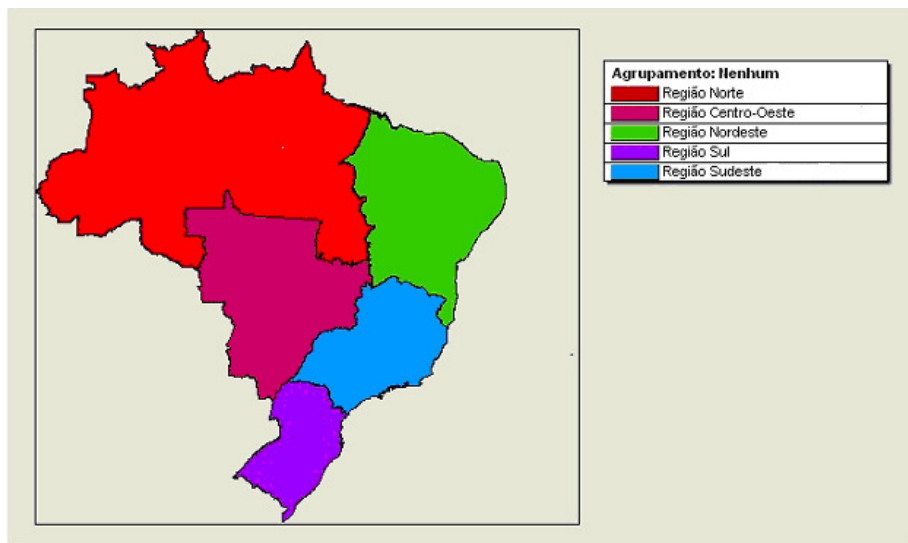 Agrupamento: Nenhum
Região Norte
Região Centro-Oeste
Região Nordeste
Região Sul
Região Sudeste